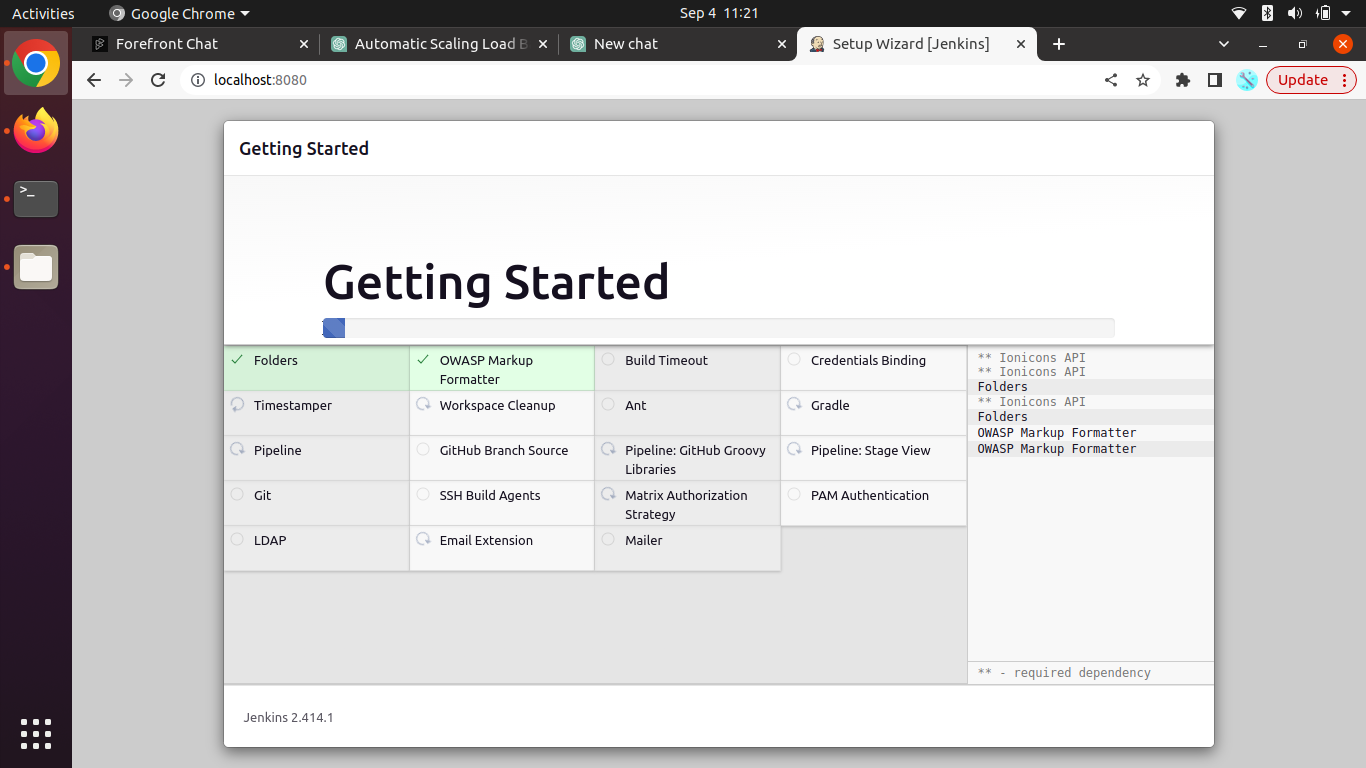 Activities
Google Chrome
Sep 4 11:21
Forefront Chat
Automatic Scaling Load B
New chat
Setup Wizard [Jenkins]
localhost:8080
Update
Getting Started
Getting Started
Folders
OWASP Markup
Formatter
Build Timeout
Credentials Binding
Timestamper
Workspace Cleanup
Ant
Gradle
Pipeline
GitHub Branch Source
Pipeline: GitHub Groovy
Libraries
Pipeline: Stage View
Git
SSH Build Agents
Matrix Authorization
Strategy
PAM Authentication
LDAP
Email Extension
Mailer
** Ionicons API
** Ionicons API
Folders
** Ionicons API
Folders
OWASP Markup Formatter
OWASP Markup Formatter
** - required dependency
Jenkins 2.414.1